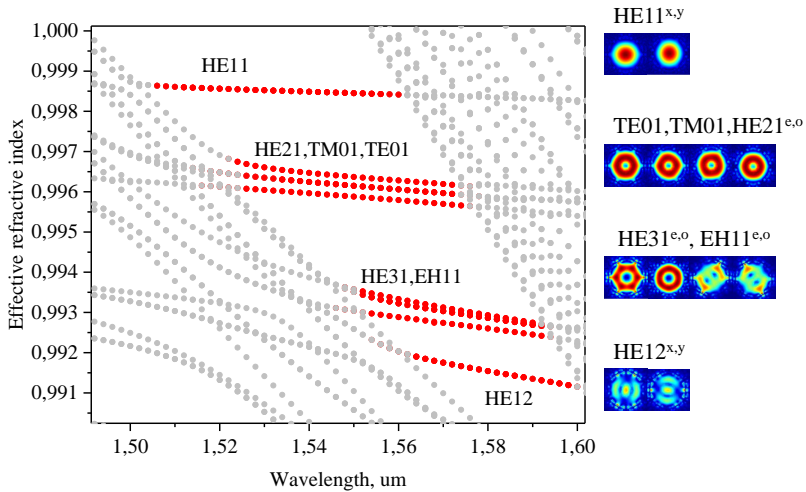 1,000
0,999
0,998
0,997
0,996
0,995
0,994
0,993
0,992
0,991
Effective refractive index
1,50
1,52
1,54
1,56
1,58
1,60
Wavelength, um
HE11
HE21,TM01,TE01
HE31,EH11
HE12
HE11x,y
TE01,TM01,HE21e,o
HE31e,o, EH11e,o
HE12x,y